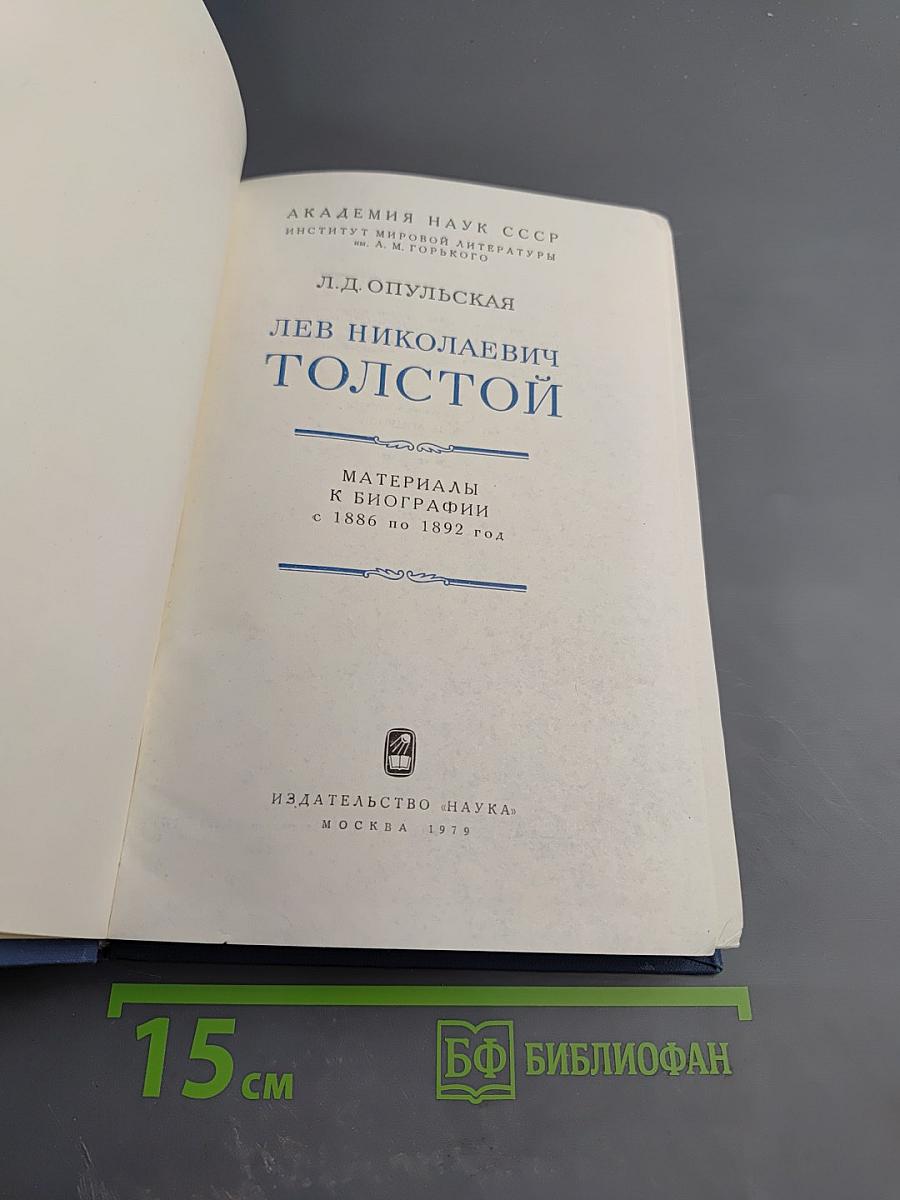 АКАДЕМИЯ НАУК СССР
ИНСТИТУТ МИРОВОЙ ЛИТЕРАТУРЫ
им. А. М. ГОРЬКОГО
Л. Д. ОПУЛЬСКАЯ
ЛЕВ НИКОЛАЕВИЧ
ТОЛСТОЙ
МАТЕРИАЛЫ
К БИОГРАФИИ
с 1886 по 1892 год
ИЗДАТЕЛЬСТВО «НАУКА»
МОСКВА 1979
15 см
БФ БИБЛИОФАН